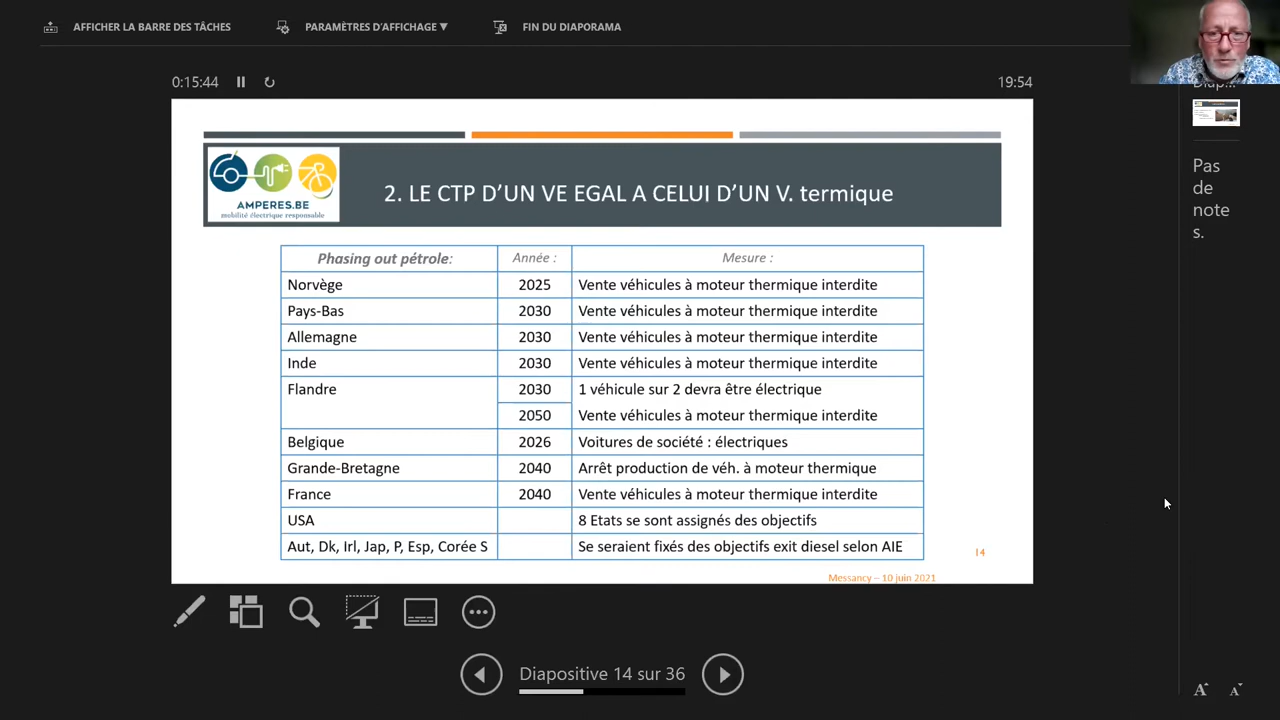 AFFICHER LA BARRE DES TÂCHES PARAMÈTRES D'AFFICHAGE ▼ FIN DU DIAPORAMA
0:15:44 19:54
AMPERES.BE
mobilité électrique responsable
2. LE CTP D'UN VE EGAL A CELUI D'UN V. termique
Phasing out pétrole: Année : Mesure :
Norvège 2025 Vente véhicules à moteur thermique interdite
Pays-Bas 2030 Vente véhicules à moteur thermique interdite
Allemagne 2030 Vente véhicules à moteur thermique interdite
Inde 2030 Vente véhicules à moteur thermique interdite
Flandre 2030 1 véhicule sur 2 devra être électrique
2050 Vente véhicules à moteur thermique interdite
Belgique 2026 Voitures de société : électriques
Grande-Bretagne 2040 Arrêt production de véh. à moteur thermique
France 2040 Vente véhicules à moteur thermique interdite
USA 8 Etats se sont assignés des objectifs
Aut, Dk, Irl, Jap, P, Esp, Corée S Se seraient fixés des objectifs exit diesel selon AIE
14
Messancy – 10 juin 2021
Diapositive 14 sur 36
Pas
de
note
s.
A A